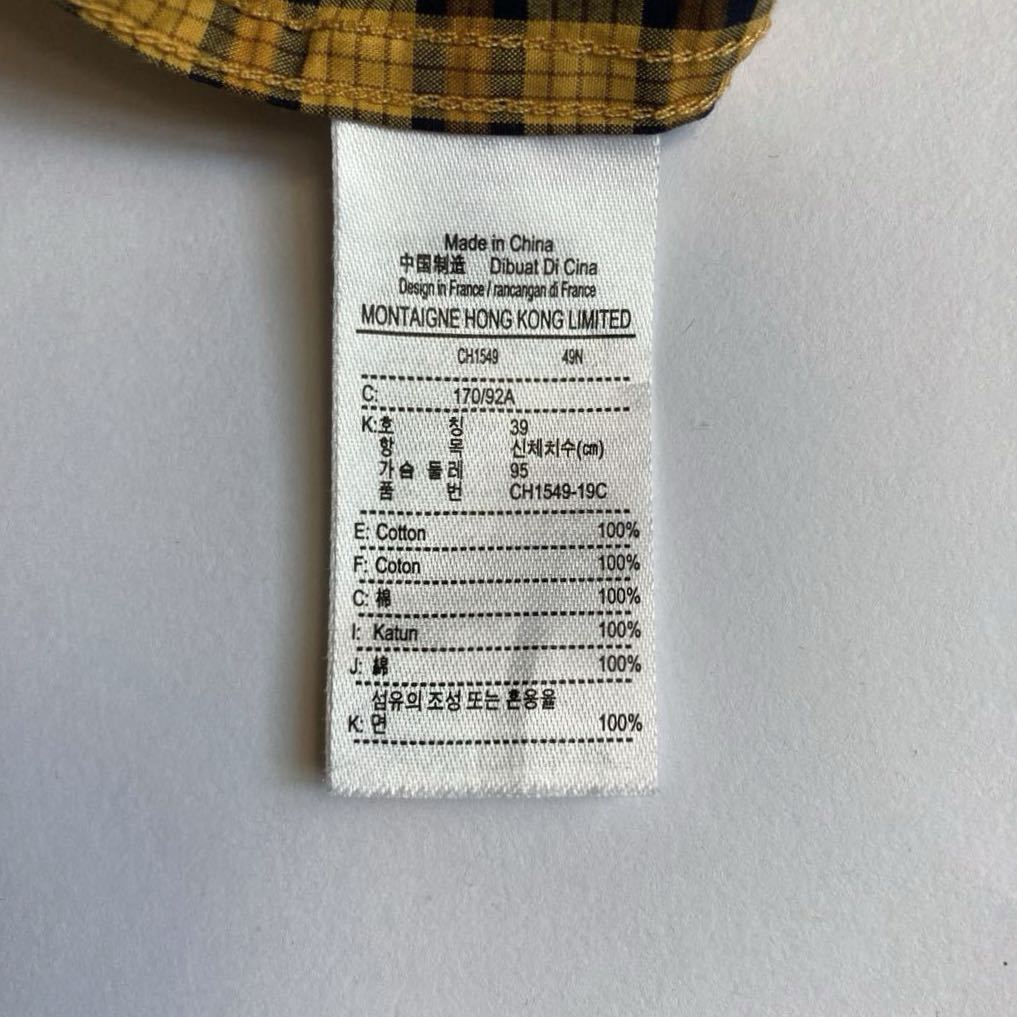 Made in China
中国制造 Dibuat Di Cina
Design in France / rancangan di France
MONTAIGNE HONG KONG LIMITED
CH1549 49N
C: 170/92A
K:호 칭 39
항 목 신체치수(㎝)
가슴 둘레 95
품 번 CH1549-19C
E: Cotton 100%
F: Coton 100%
C: 棉 100%
I: Katun 100%
J: 綿 100%
섬유의 조성 또는 혼용율
K: 면 100%